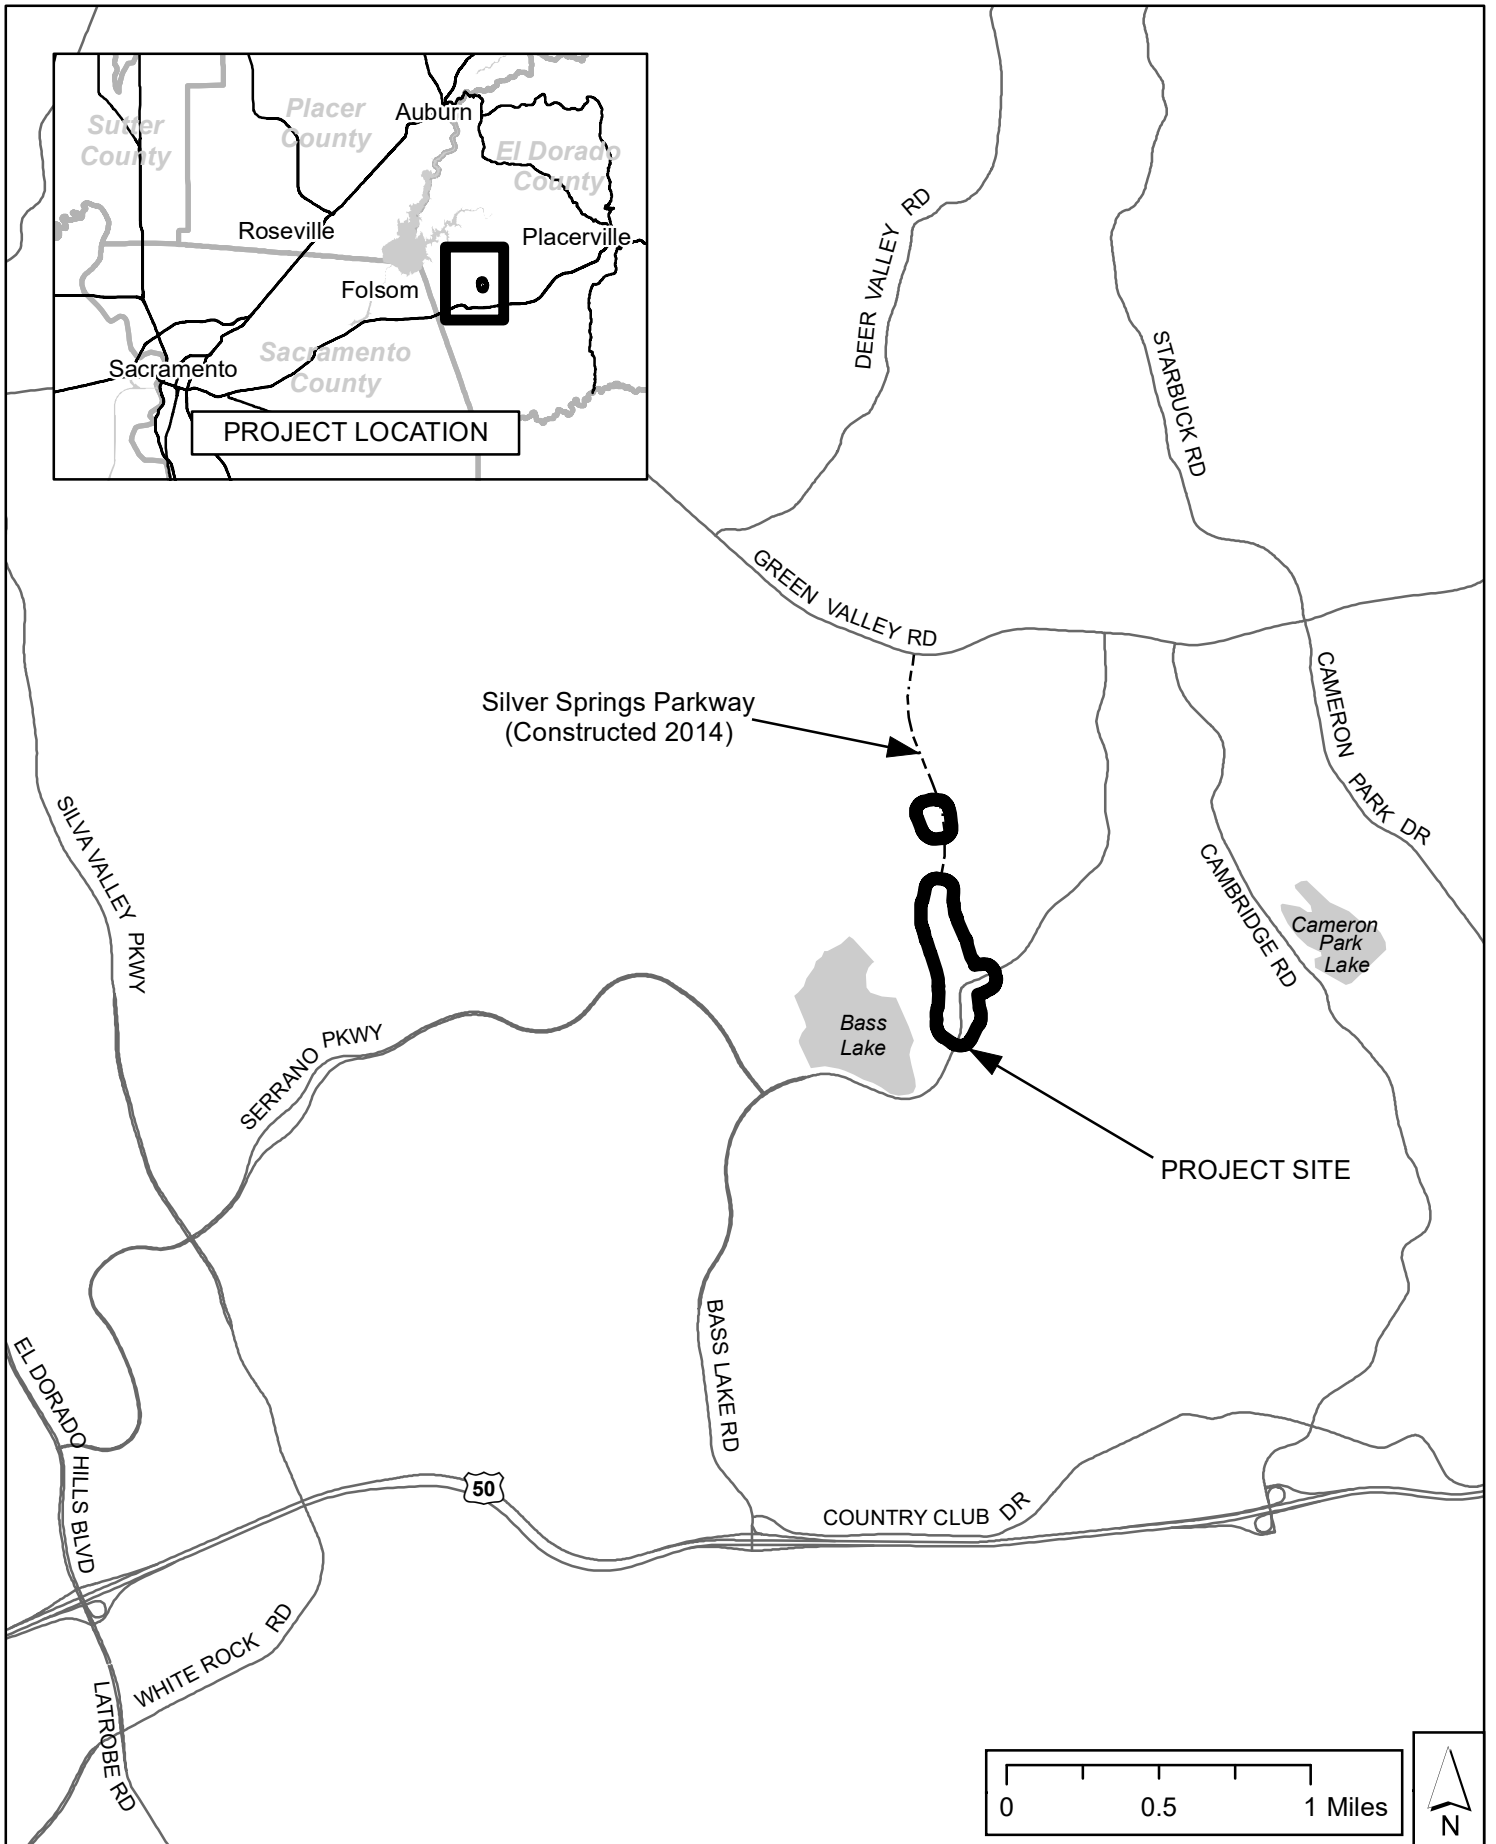 Sutter
County
Placer
County
Auburn
El Dorado
County
Roseville
Placerville
Folsom
Sacramento
County
Sacramento
PROJECT LOCATION
DEER VALLEY RD
STARBUCK RD
GREEN VALLEY RD
CAMERON PARK DR
Silver Springs Parkway
(Constructed 2014)
SILVA VALLEY PKWY
CAMBRIDGE RD
Cameron
Park
Lake
Bass
Lake
SERRANO PKWY
PROJECT SITE
BASS LAKE RD
EL DORADO HILLS BLVD
50
COUNTRY CLUB DR
WHITE ROCK RD
LATROBE RD
0 0.5 1 Miles
N